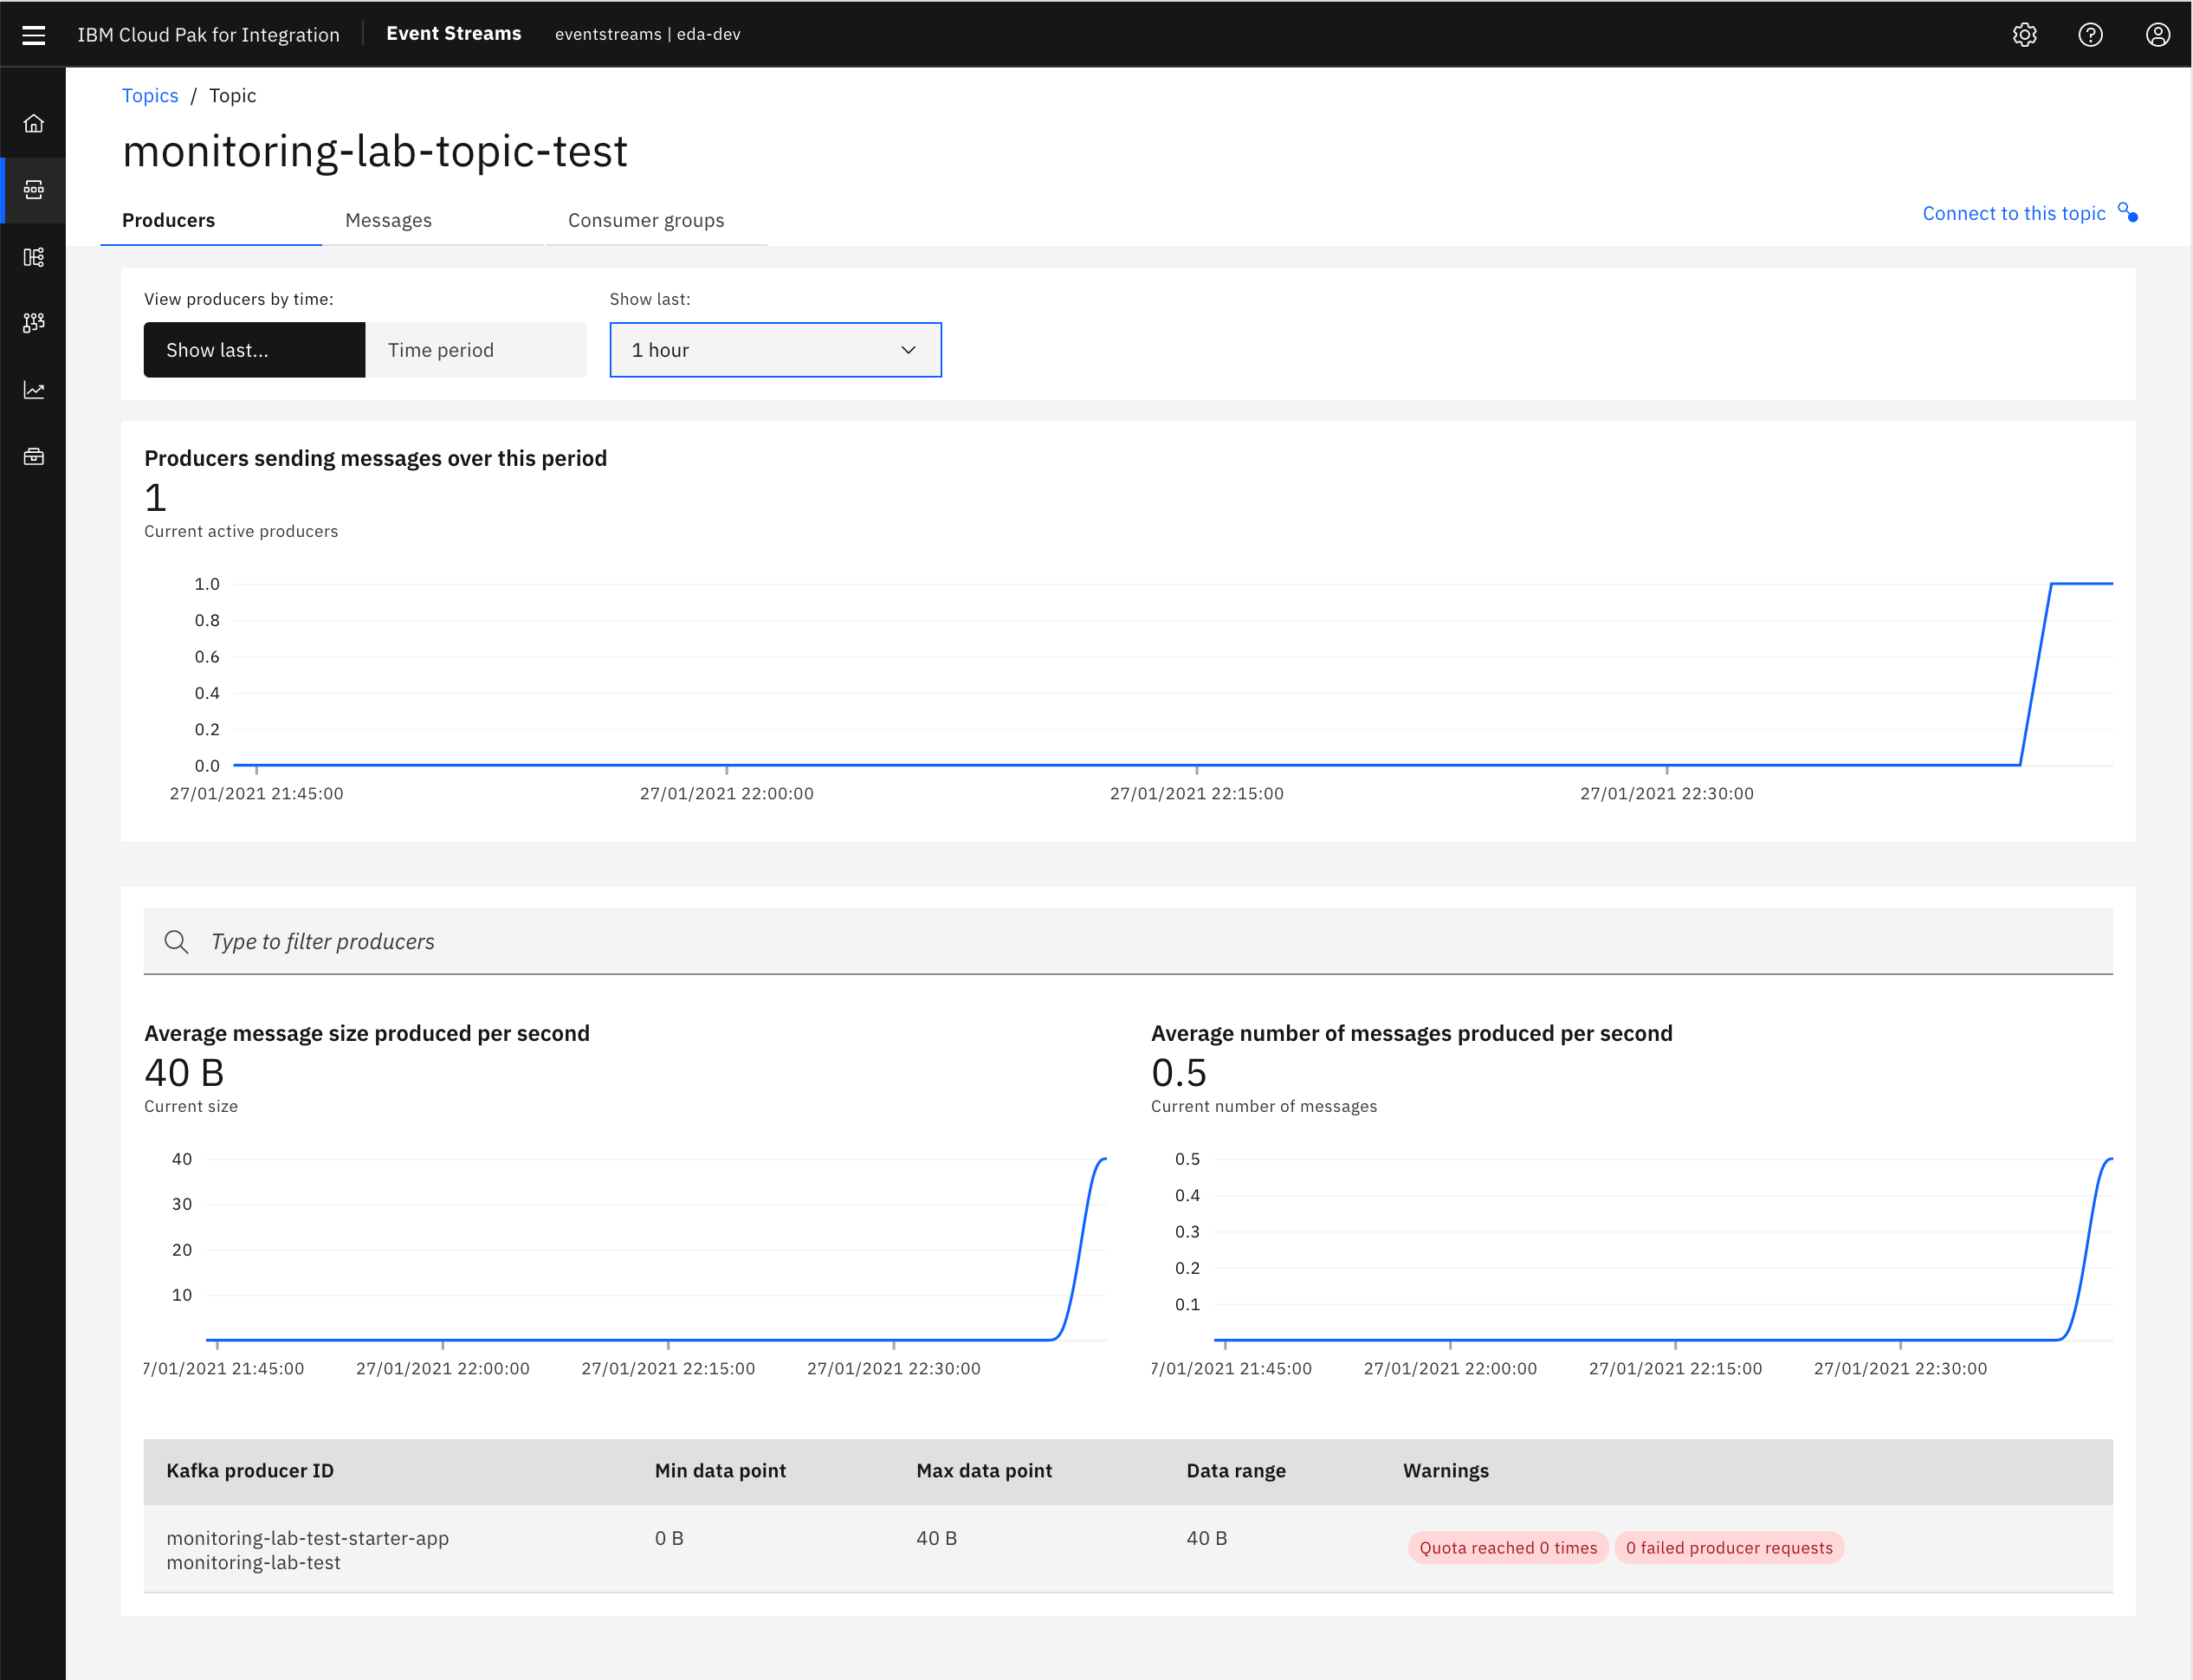 IBM Cloud Pak for Integration
Event Streams
eventstreams | eda-dev
Topics / Topic
monitoring-lab-topic-test
Producers
Messages
Consumer groups
Connect to this topic
View producers by time:
Show last:
Show last...
Time period
1 hour
Producers sending messages over this period
1
Current active producers
1.0
0.8
0.6
0.4
0.2
0.0
27/01/2021 21:45:00
27/01/2021 22:00:00
27/01/2021 22:15:00
27/01/2021 22:30:00
Type to filter producers
Average message size produced per second
40 B
Current size
40
30
20
10
7/01/2021 21:45:00
27/01/2021 22:00:00
27/01/2021 22:15:00
27/01/2021 22:30:00
Average number of messages produced per second
0.5
Current number of messages
0.5
0.4
0.3
0.2
0.1
7/01/2021 21:45:00
27/01/2021 22:00:00
27/01/2021 22:15:00
27/01/2021 22:30:00
Kafka producer ID
Min data point
Max data point
Data range
Warnings
monitoring-lab-test-starter-app
monitoring-lab-test
0 B
40 B
40 B
Quota reached 0 times
0 failed producer requests